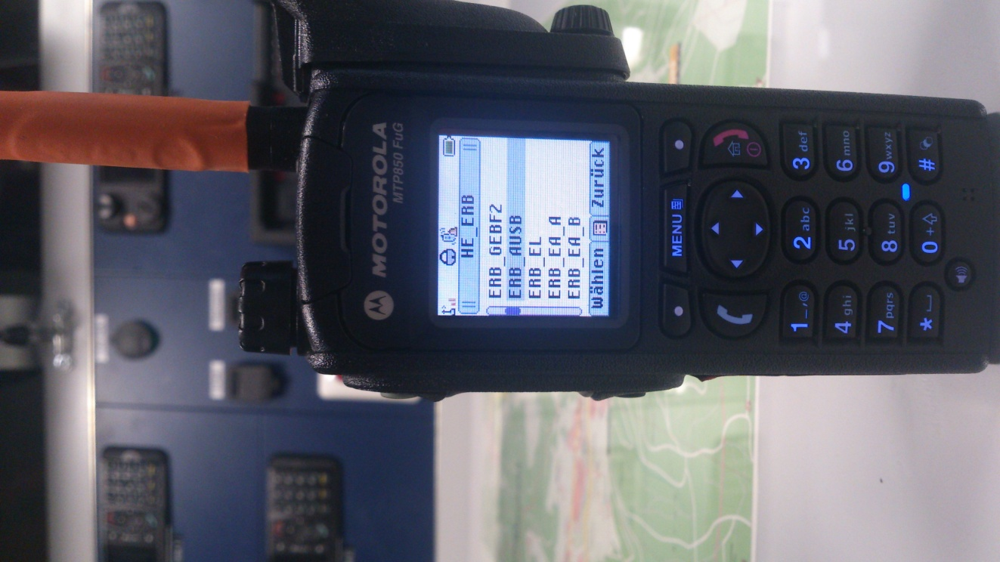 MOTOROLA
MTP850 FuG
HE_ERB
ERB_GEBF2
ERB_AUSB
ERB_EL
ERB_EA_A
ERB_EA_B
Wählen Zurück
MENU
1_,@ 2abc 3def
4ghi 5jkl 6mno
7pqrs 8tuv 9wxyz
* 0+ #